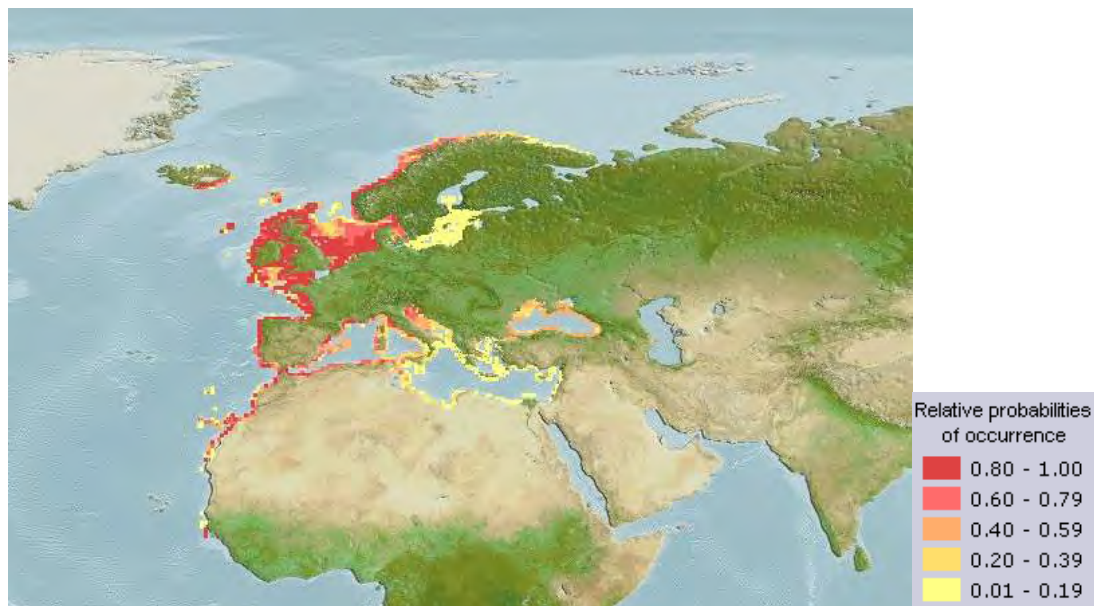 Relative probabilities
of occurrence
0.80 - 1.00
0.60 - 0.79
0.40 - 0.59
0.20 - 0.39
0.01 - 0.19